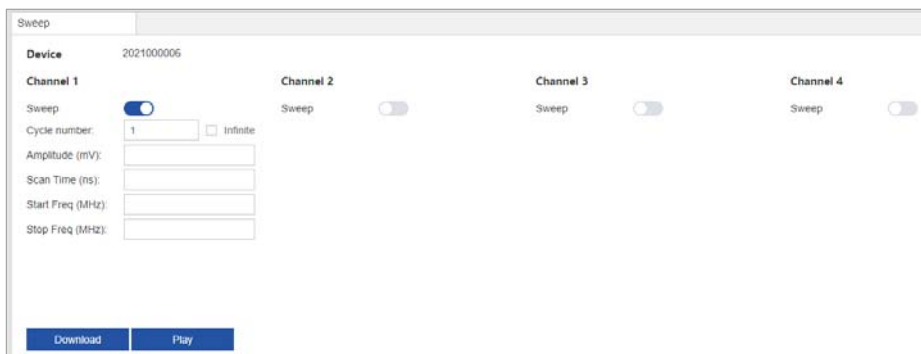 Sweep
Device 2021000006
Channel 1 Channel 2 Channel 3 Channel 4
Sweep Sweep Sweep Sweep
Cycle number: 1 Infinite
Amplitude (mV):
Scan Time (ns):
Start Freq (MHz):
Stop Freq (MHz):
Download Play